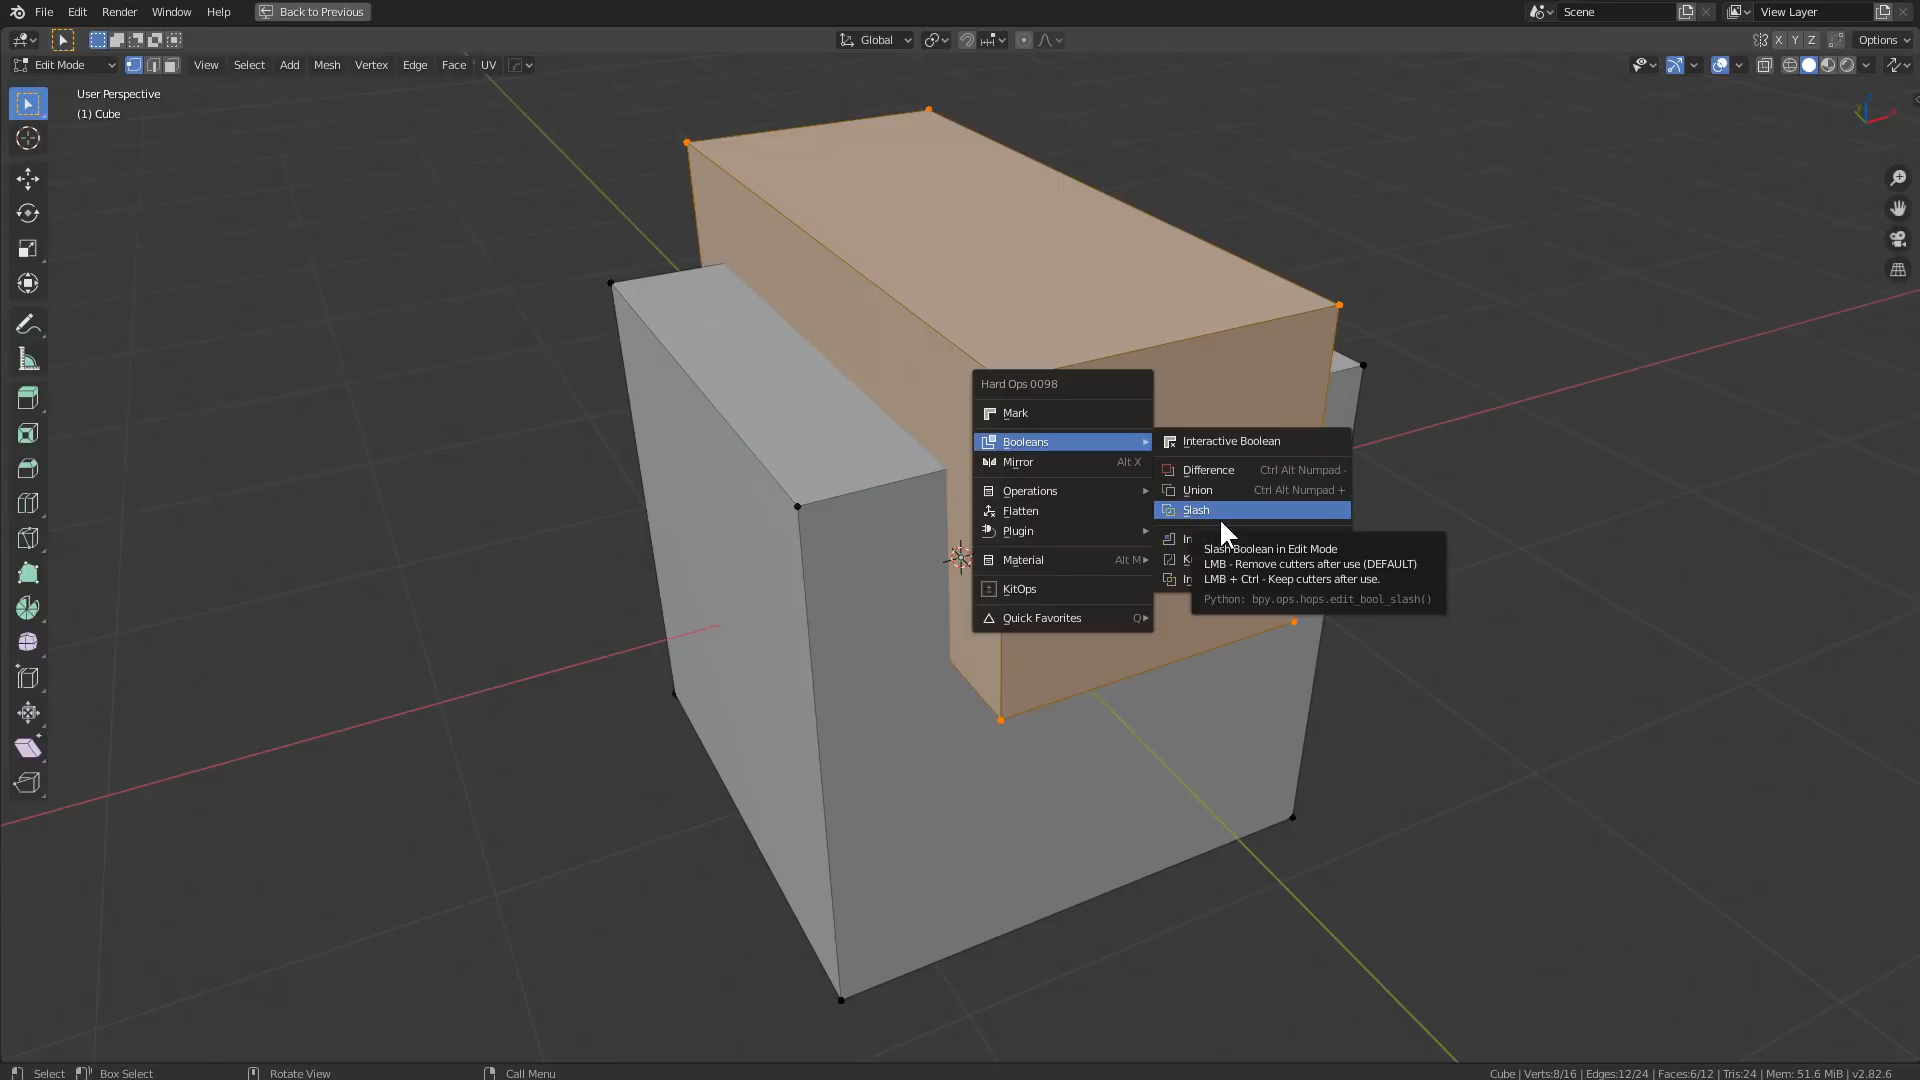 File Edit Render Window Help Back to Previous Scene View Layer
Global X Y Z Options
Edit Mode View Select Add Mesh Vertex Edge Face UV
User Perspective
(1) Cube
Hard Ops 0098
Mark
Booleans
Mirror Alt X
Operations
Flatten
Plugin
Material Alt M
KitOps
Quick Favorites Q
Interactive Boolean
Difference Ctrl Alt Numpad -
Union Ctrl Alt Numpad +
Slash
Slash Boolean in Edit Mode
LMB - Remove cutters after use (DEFAULT)
LMB + Ctrl - Keep cutters after use.
Python: bpy.ops.hops.edit_bool_slash()
Select Box Select Rotate View Call Menu Cube | Verts:8/16 | Edges:12/24 | Faces:6/12 | Tris:24 | Mem: 51.6 MiB | v2.82.6